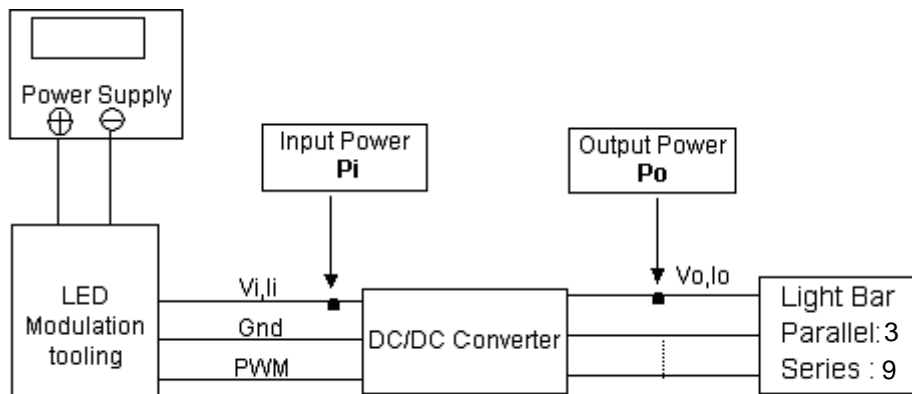 Power Supply
Input Power
Pi
Output Power
Po
LED
Modulation
tooling
Vi,Ii
Gnd
PWM
DC/DC Converter
Vo,Io
Light Bar
Parallel:3
Series : 9